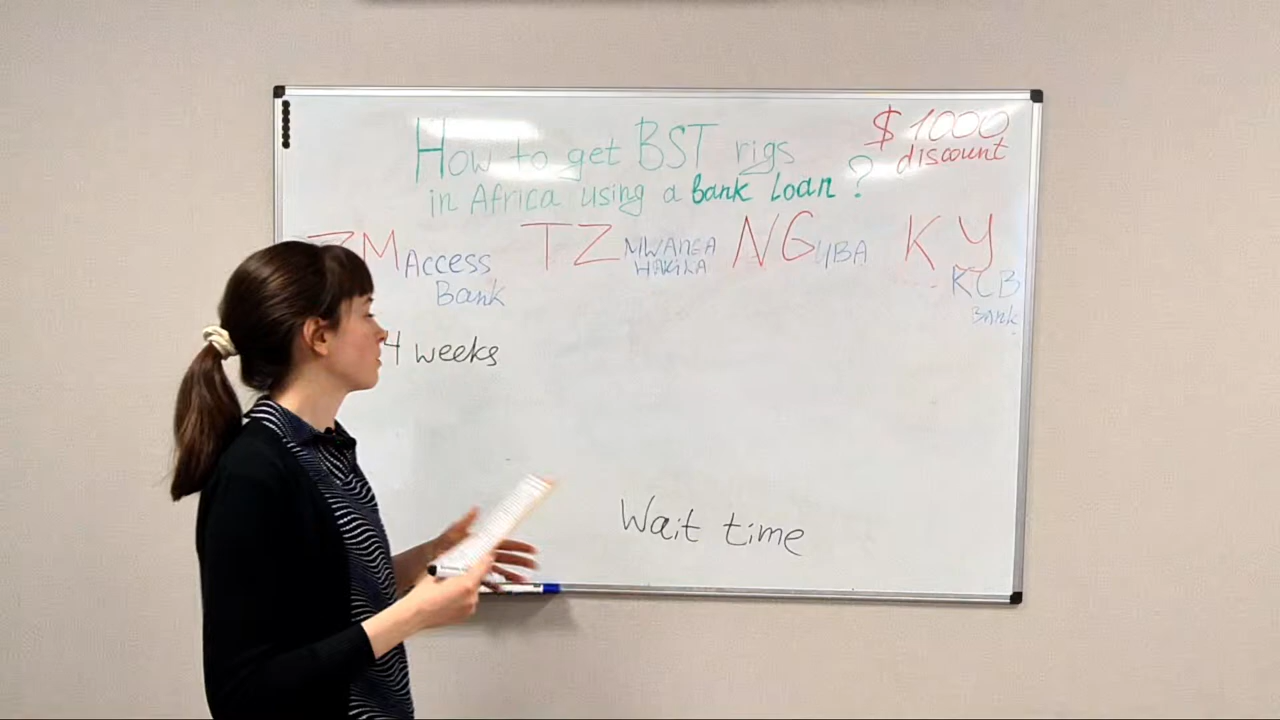 How to get BST rigs
in Africa using a bank loan ?
$ 1000
discount
ZM Access
Bank
TZ MWANGA
HAKIKA
NG UBA
KY
KCB
Bank
4 weeks
Wait time